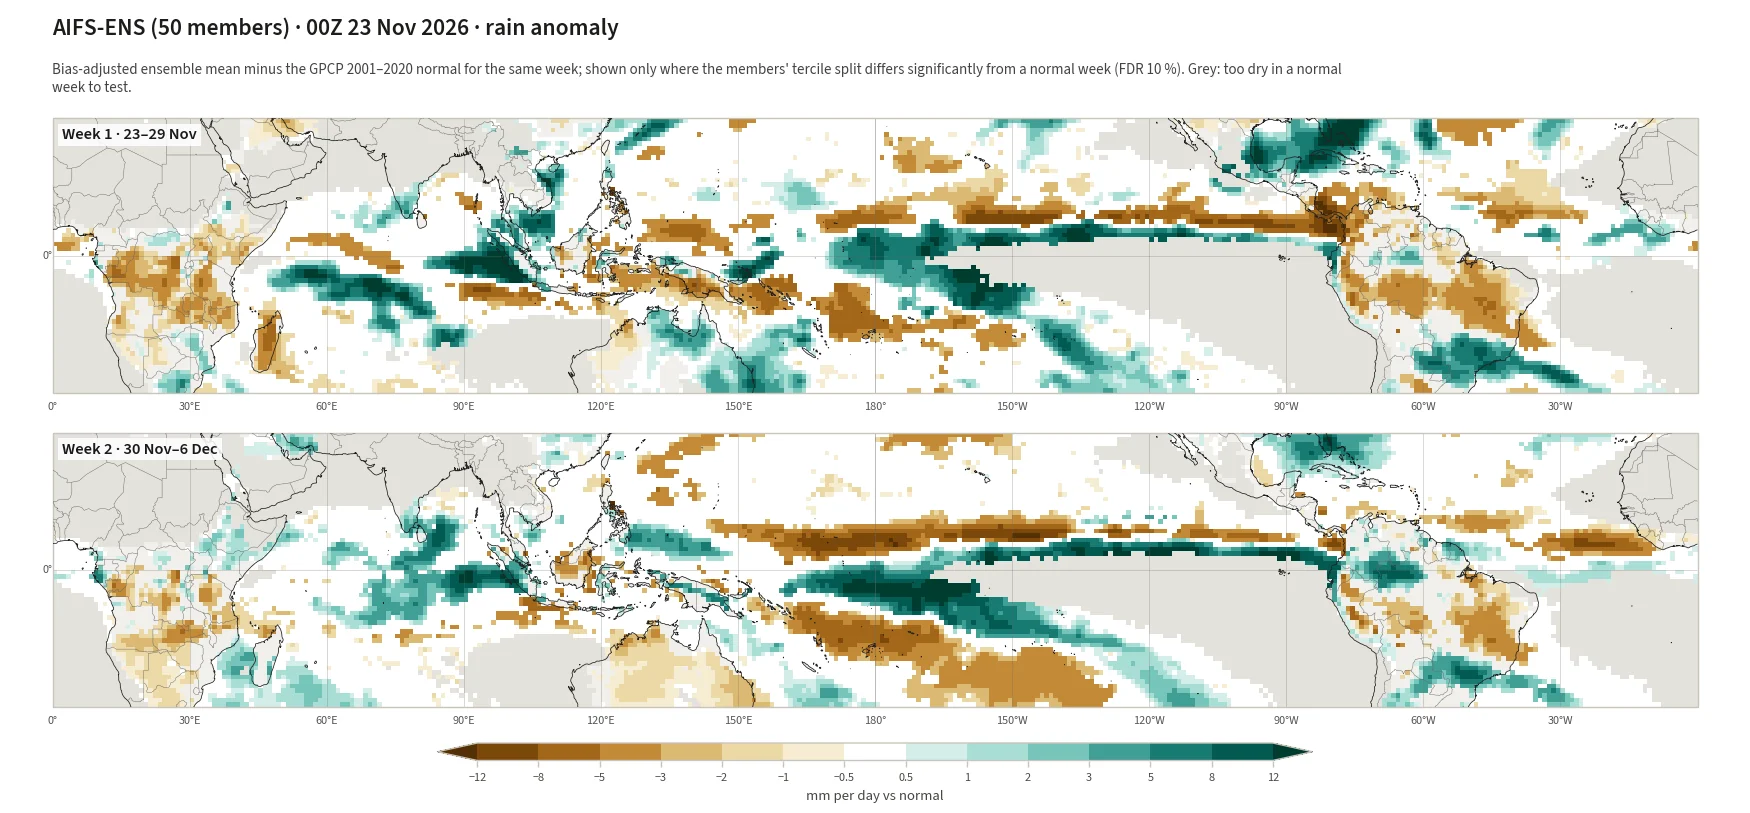 AIFS-ENS (50 members) · 00Z 23 Nov 2026 · rain anomaly
Bias-adjusted ensemble mean minus the GPCP 2001–2020 normal for the same week; shown only where the members' tercile split differs significantly from a normal week (FDR 10 %). Grey: too dry in a normal
week to test.
Week 1 · 23–29 Nov
0°
0° 30°E 60°E 90°E 120°E 150°E 180° 150°W 120°W 90°W 60°W 30°W
Week 2 · 30 Nov–6 Dec
0°
0° 30°E 60°E 90°E 120°E 150°E 180° 150°W 120°W 90°W 60°W 30°W
−12 −8 −5 −3 −2 −1 −0.5 0.5 1 2 3 5 8 12
mm per day vs normal